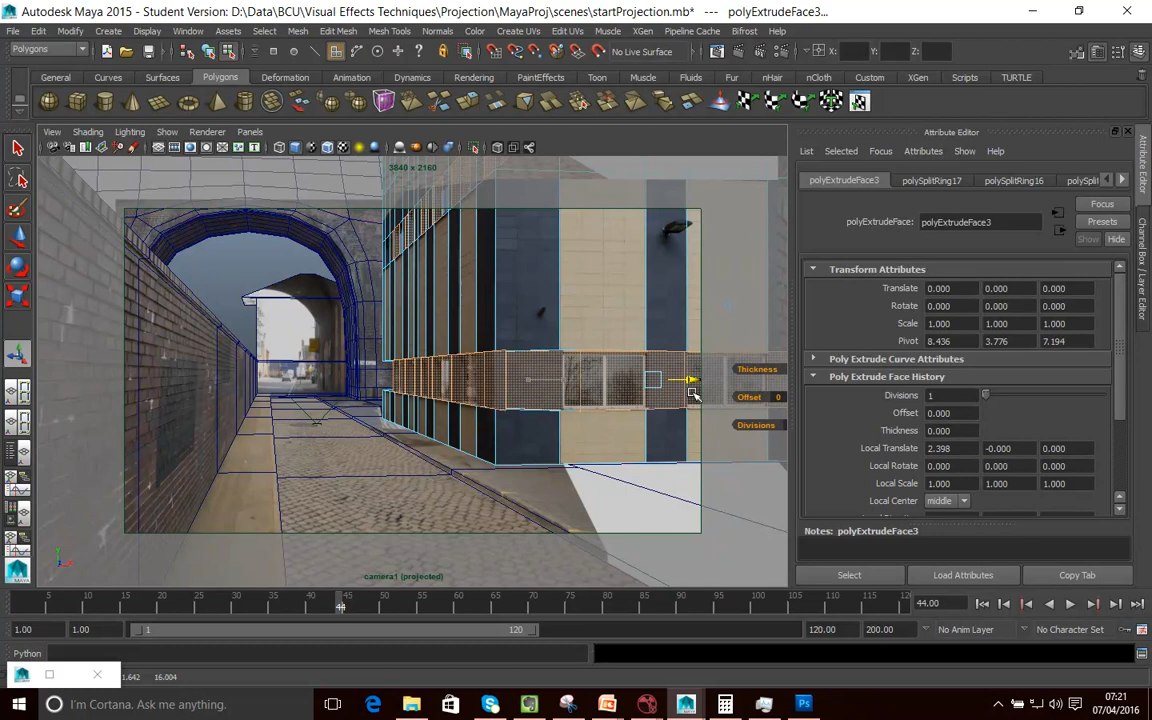 Autodesk Maya 2015 - Student Version: D:\Data\BCU\Visual Effects Techniques\Projection\MayaProj\scenes\startProjection.mb* --- polyExtrudeFace3...
File Edit Modify Create Display Window Assets Select Mesh Edit Mesh Mesh Tools Normals Color Create UVs Edit UVs Muscle XGen Pipeline Cache Bifrost Help
Polygons No Live Surface X: Y: Z:
General Curves Surfaces Polygons Deformation Animation Dynamics Rendering PaintEffects Toon Muscle Fluids Fur nHair nCloth Custom XGen Scripts TURTLE
View Shading Lighting Show Renderer Panels
3840 x 2160
Thickness
Offset 0
Divisions
camera1 (projected)
Attribute Editor
List Selected Focus Attributes Show Help
polyExtrudeFace3 polySplitRing17 polySplitRing16 polySplit
Focus
polyExtrudeFace: polyExtrudeFace3 Presets
Show Hide
Transform Attributes
Translate 0.000 0.000 0.000
Rotate 0.000 0.000 0.000
Scale 1.000 1.000 1.000
Pivot 8.436 3.776 7.194
Poly Extrude Curve Attributes
Poly Extrude Face History
Divisions 1
Offset 0.000
Thickness 0.000
Local Translate 2.398 -0.000 0.000
Local Rotate 0.000 0.000 0.000
Local Scale 1.000 1.000 1.000
Local Center middle
Notes: polyExtrudeFace3
Select Load Attributes Copy Tab
Attribute Editor
Channel Box / Layer Editor
5 10 15 20 25 30 35 40 44 50 55 60 65 70 75 80 85 90 95 100 105 110 115 120 44.00
1.00 1.00 1 120 120.00 200.00 No Anim Layer No Character Set
Python
1.642 16.004
I'm Cortana. Ask me anything.
07:21
07/04/2016